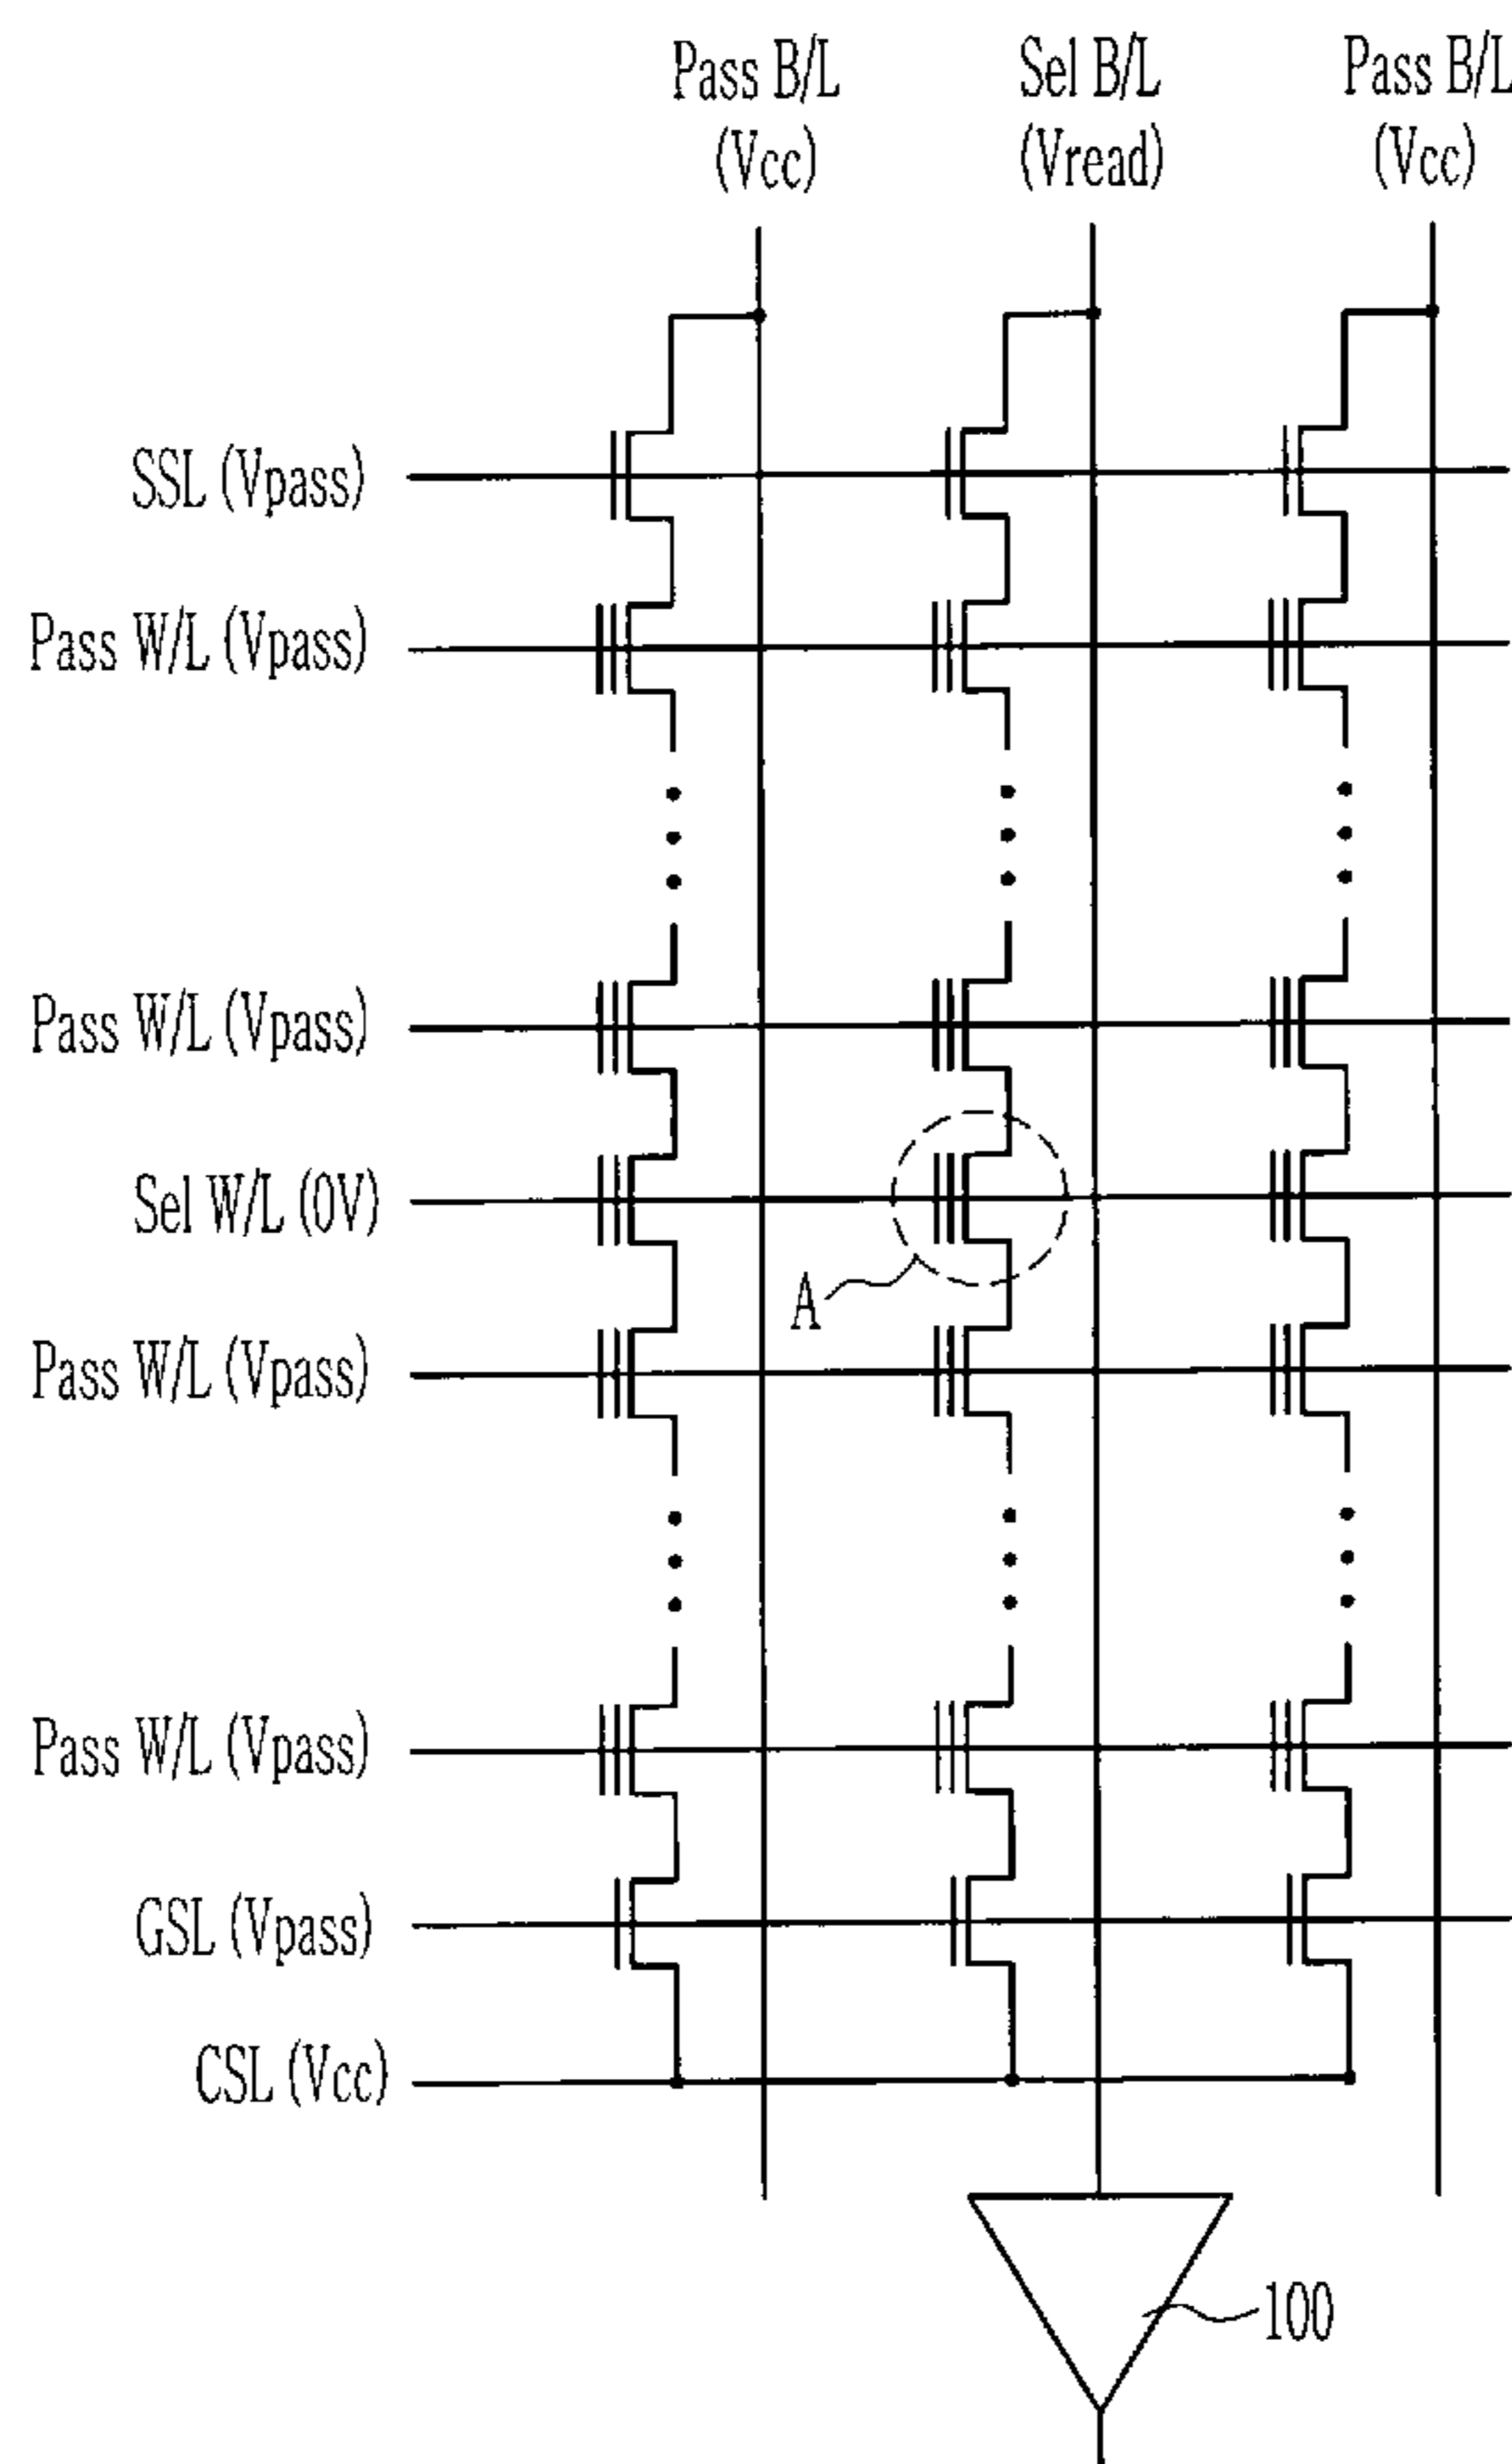 Pass B/L
(Vcc)
Sel B/L
(Vread)
Pass B/L
(Vcc)
SSL (Vpass)
Pass W/L (Vpass)
Pass W/L (Vpass)
Sel W/L (0V)
A
Pass W/L (Vpass)
Pass W/L (Vpass)
GSL (Vpass)
CSL (Vcc)
100